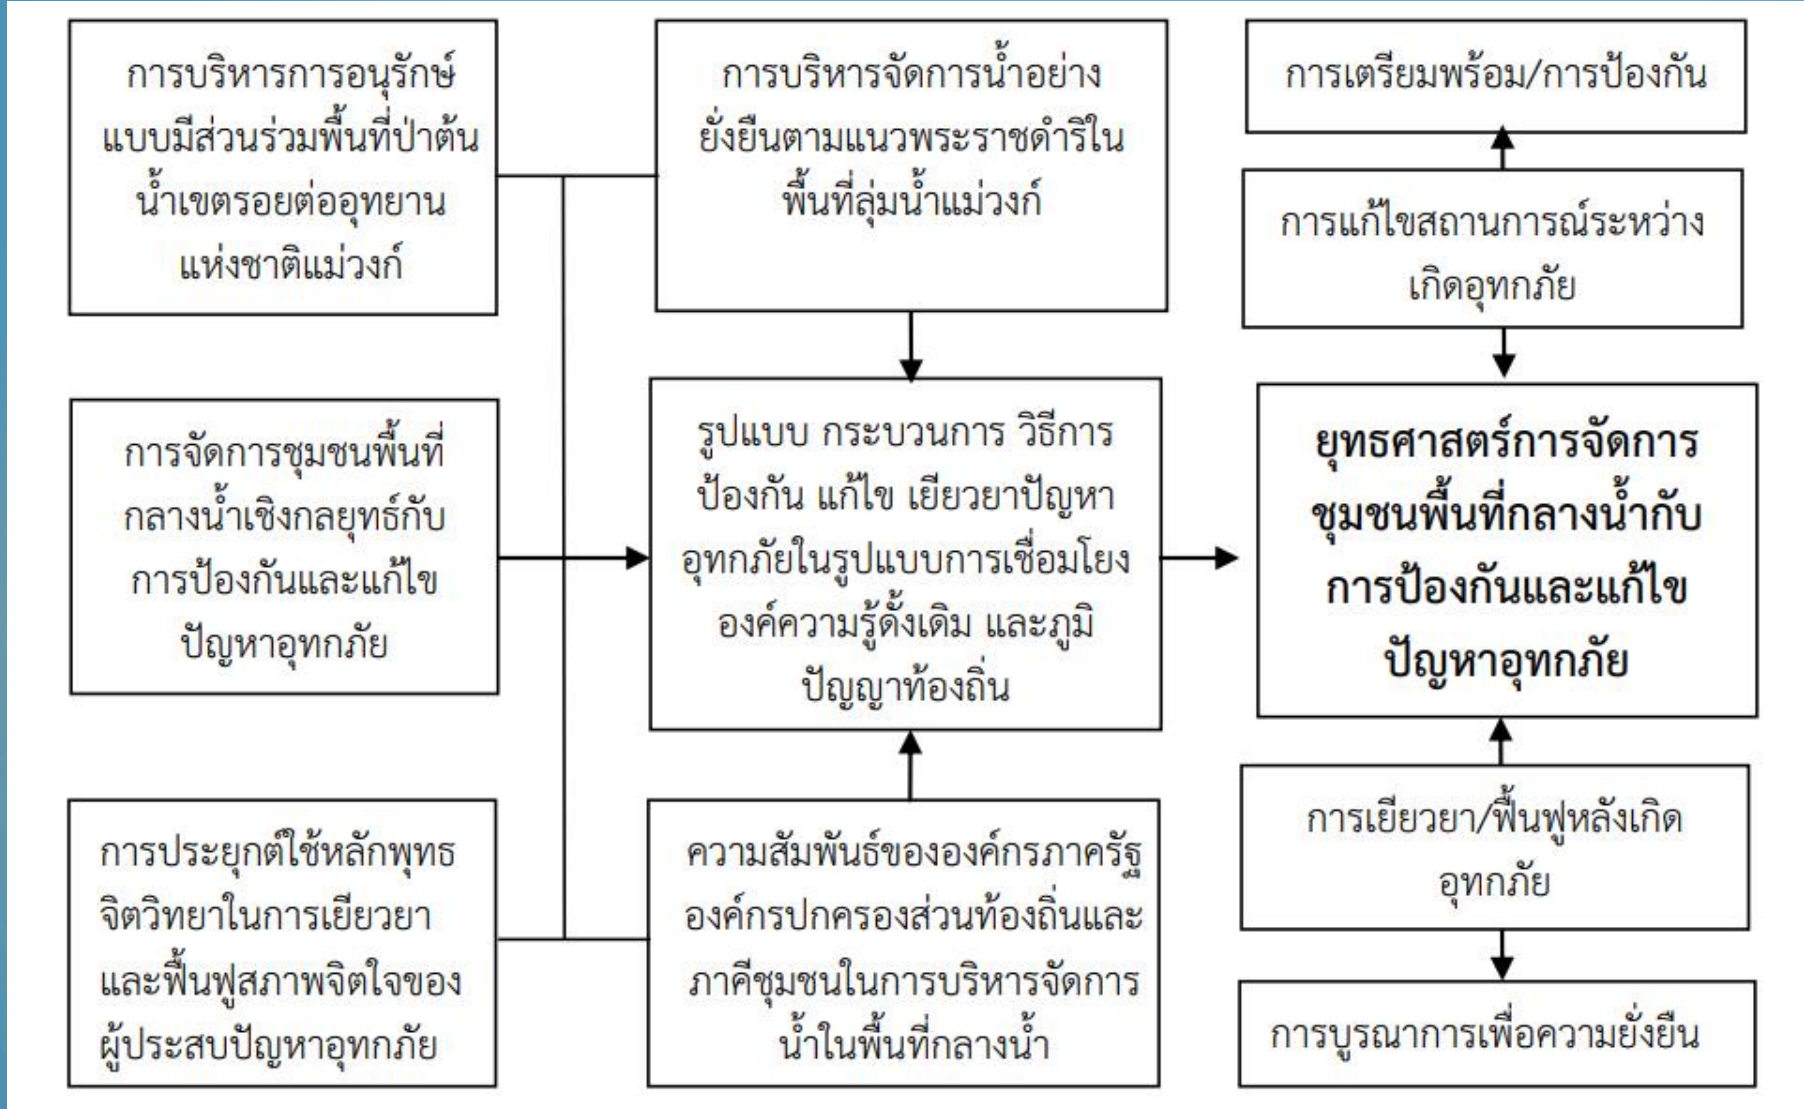 การบริหารการอนุรักษ์
แบบมีส่วนร่วมพื้นที่ป่าต้น
น้ำเขตรอยต่ออุทยาน
แห่งชาติแม่วงก์
การบริหารจัดการน้ำอย่าง
ยั่งยืนตามแนวพระราชดำริใน
พื้นที่ลุ่มน้ำแม่วงก์
การเตรียมพร้อม/การป้องกัน
การแก้ไขสถานการณ์ระหว่าง
เกิดอุทกภัย
การจัดการชุมชนพื้นที่
กลางน้ำเชิงกลยุทธ์กับ
การป้องกันและแก้ไข
ปัญหาอุทกภัย
รูปแบบ กระบวนการ วิธีการ
ป้องกัน แก้ไข เยียวยาปัญหา
อุทกภัยในรูปแบบการเชื่อมโยง
องค์ความรู้ดั้งเดิม และภูมิ
ปัญญาท้องถิ่น
ยุทธศาสตร์การจัดการ
ชุมชนพื้นที่กลางน้ำกับ
การป้องกันและแก้ไข
ปัญหาอุทกภัย
การประยุกต์ใช้หลักพุทธ
จิตวิทยาในการเยียวยา
และฟื้นฟูสภาพจิตใจของ
ผู้ประสบปัญหาอุทกภัย
ความสัมพันธ์ขององค์กรภาครัฐ
องค์กรปกครองส่วนท้องถิ่นและ
ภาคีชุมชนในการบริหารจัดการ
น้ำในพื้นที่กลางน้ำ
การเยียวยา/ฟื้นฟูหลังเกิด
อุทกภัย
การบูรณาการเพื่อความยั่งยืน